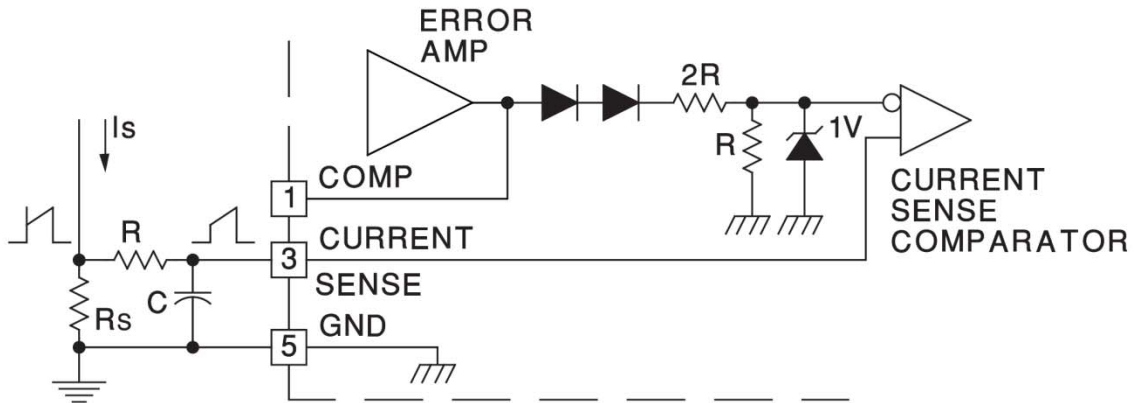 ERROR
AMP
2R
Is
R
1V
1
COMP
CURRENT
SENSE
COMPARATOR
R
3
CURRENT
SENSE
Rs
C
5
GND